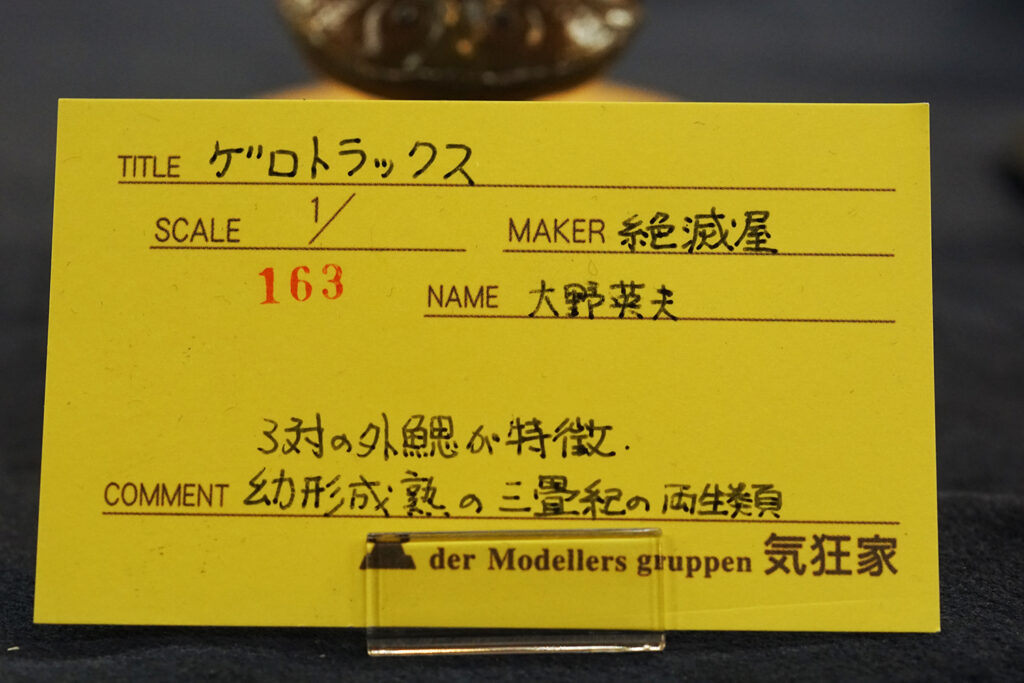 TITLE ゲロトラックス
SCALE 1/ MAKER 絶滅屋
163
NAME 大野英夫
3対の外鰓が特徴.
COMMENT 幼形成熟の三畳紀の両生類
der Modellers gruppen 気狂家